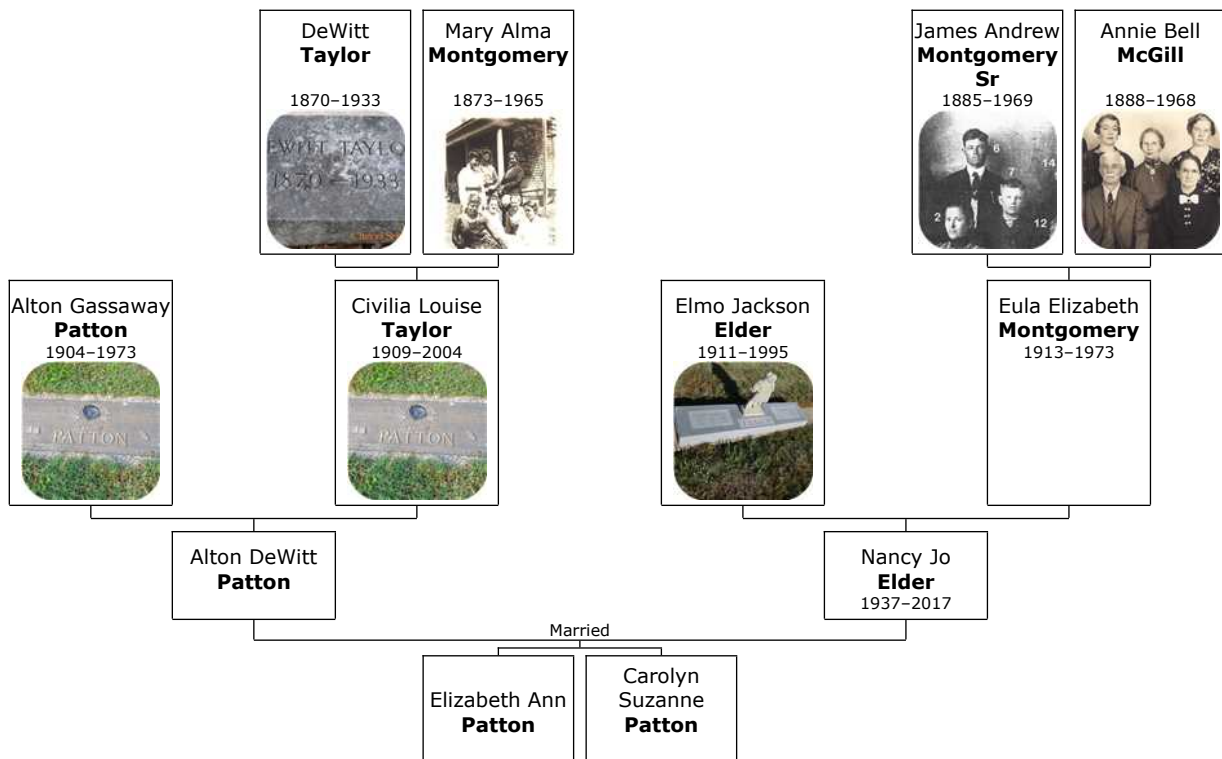 DeWitt
Taylor
1870–1933
EWITT TAYLO
1870 – 1933
Mary Alma
Montgomery
1873–1965
James Andrew
Montgomery
Sr
1885–1969
6
7
14
2
12
Annie Bell
McGill
1888–1968
Alton Gassaway
Patton
1904–1973
PATTON
Civilia Louise
Taylor
1909–2004
PATTON
Elmo Jackson
Elder
1911–1995
Eula Elizabeth
Montgomery
1913–1973
Alton DeWitt
Patton
Nancy Jo
Elder
1937–2017
Married
Elizabeth Ann
Patton
Carolyn
Suzanne
Patton